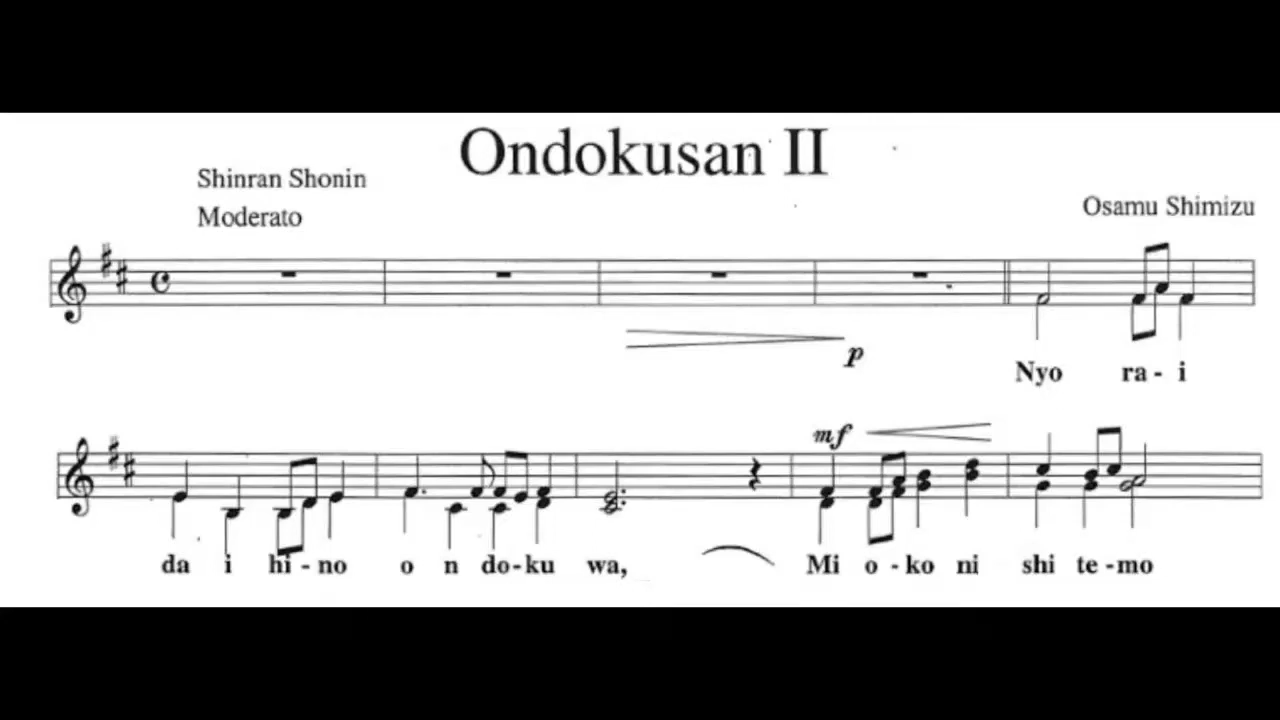 Ondokusan II
Shinran Shonin
Moderato
Osamu Shimizu
p
Nyo ra - i
mf
da i hi - no o n do-ku wa, Mi o - ko ni shi te - mo